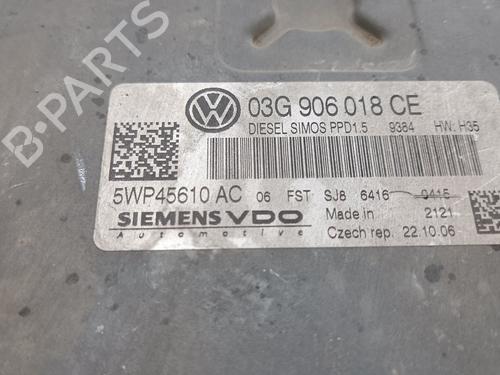 B-PARTS
03G 906 018 CE
DIESEL SIMOS PPD1.5 9384 HW: H35
5WP45610 AC 06 FST SJ8 6416 0415
SIEMENS VDO
Automotive
Made in 2121
Czech rep. 22.10.06